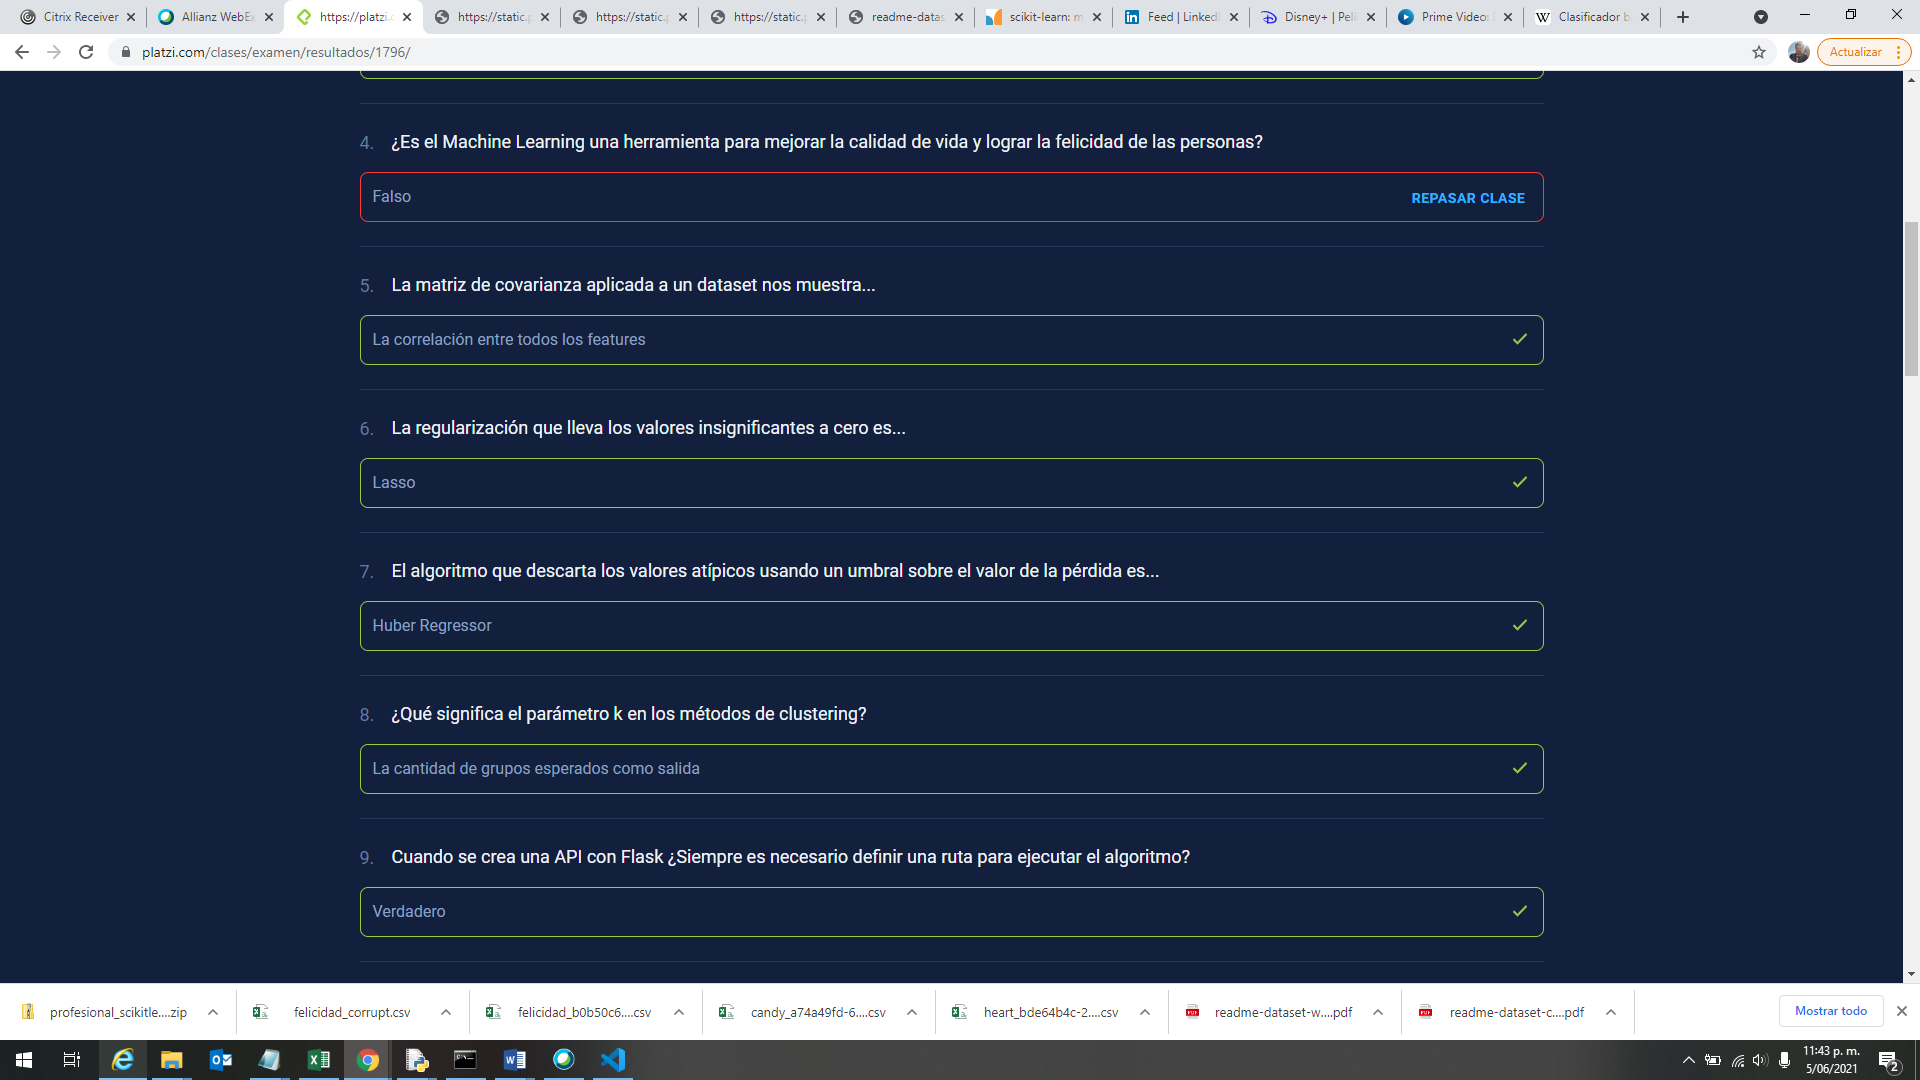 Citrix Receiver
Allianz WebEx
https://platzi.c
https://static.p
https://static.p
https://static.p
readme-datas
scikit-learn: m
Feed | LinkedI
Disney+ | Pelí
Prime Video:
Clasificador b
platzi.com/clases/examen/resultados/1796/
Actualizar
4. ¿Es el Machine Learning una herramienta para mejorar la calidad de vida y lograr la felicidad de las personas?
Falso
REPASAR CLASE
5. La matriz de covarianza aplicada a un dataset nos muestra...
La correlación entre todos los features
6. La regularización que lleva los valores insignificantes a cero es...
Lasso
7. El algoritmo que descarta los valores atípicos usando un umbral sobre el valor de la pérdida es...
Huber Regressor
8. ¿Qué significa el parámetro k en los métodos de clustering?
La cantidad de grupos esperados como salida
9. Cuando se crea una API con Flask ¿Siempre es necesario definir una ruta para ejecutar el algoritmo?
Verdadero
profesional_scikitle....zip
felicidad_corrupt.csv
felicidad_b0b50c6....csv
candy_a74a49fd-6....csv
heart_bde64b4c-2....csv
readme-dataset-w....pdf
readme-dataset-c....pdf
Mostrar todo
11:43 p. m.
5/06/2021
2